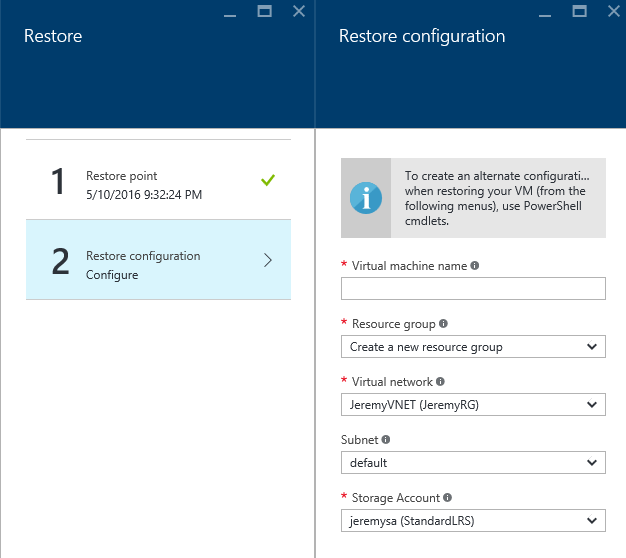 Restore
1
Restore point
5/10/2016 9:32:24 PM
2
Restore configuration
Configure
Restore configuration
To create an alternate configurati...
when restoring your VM (from the
following menus), use PowerShell
cmdlets.
* Virtual machine name
* Resource group
Create a new resource group
* Virtual network
JeremyVNET (JeremyRG)
Subnet
default
* Storage Account
jeremysa (StandardLRS)